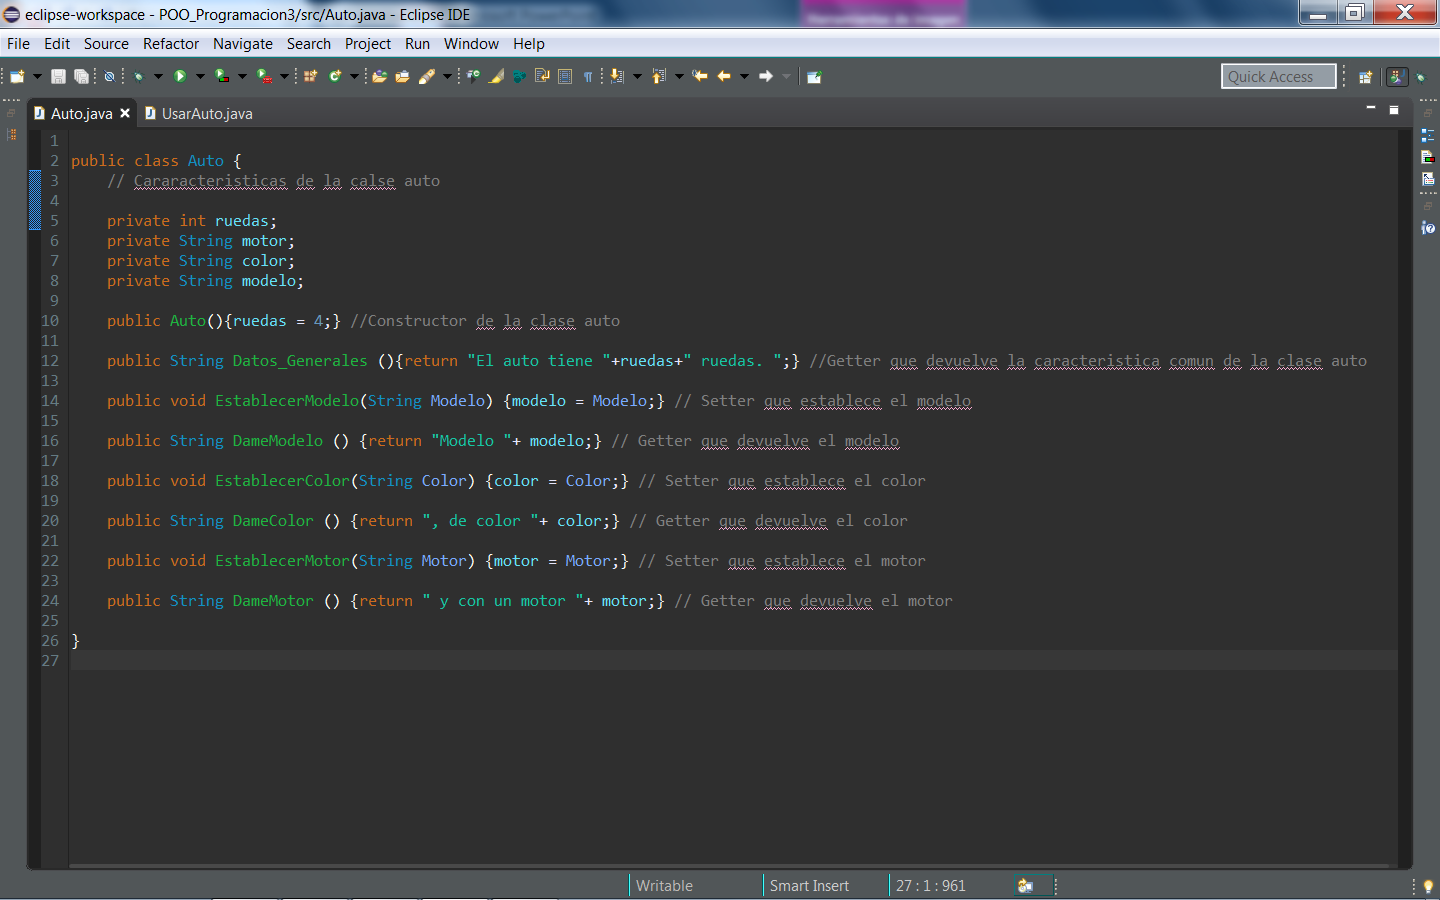 eclipse-workspace - POO_Programacion3/src/Auto.java - Eclipse IDE
File Edit Source Refactor Navigate Search Project Run Window Help
Quick Access
Auto.java UsarAuto.java
1
2 public class Auto {
3 // Cararacteristicas de la calse auto
4
5 private int ruedas;
6 private String motor;
7 private String color;
8 private String modelo;
9
10 public Auto(){ruedas = 4;} //Constructor de la clase auto
11
12 public String Datos_Generales (){return "El auto tiene "+ruedas+" ruedas. ";} //Getter que devuelve la caracteristica comun de la clase auto
13
14 public void EstablecerModelo(String Modelo) {modelo = Modelo;} // Setter que establece el modelo
15
16 public String DameModelo () {return "Modelo "+ modelo;} // Getter que devuelve el modelo
17
18 public void EstablecerColor(String Color) {color = Color;} // Setter que establece el color
19
20 public String DameColor () {return ", de color "+ color;} // Getter que devuelve el color
21
22 public void EstablecerMotor(String Motor) {motor = Motor;} // Setter que establece el motor
23
24 public String DameMotor () {return " y con un motor "+ motor;} // Getter que devuelve el motor
25
26 }
27
Writable Smart Insert 27 : 1 : 961